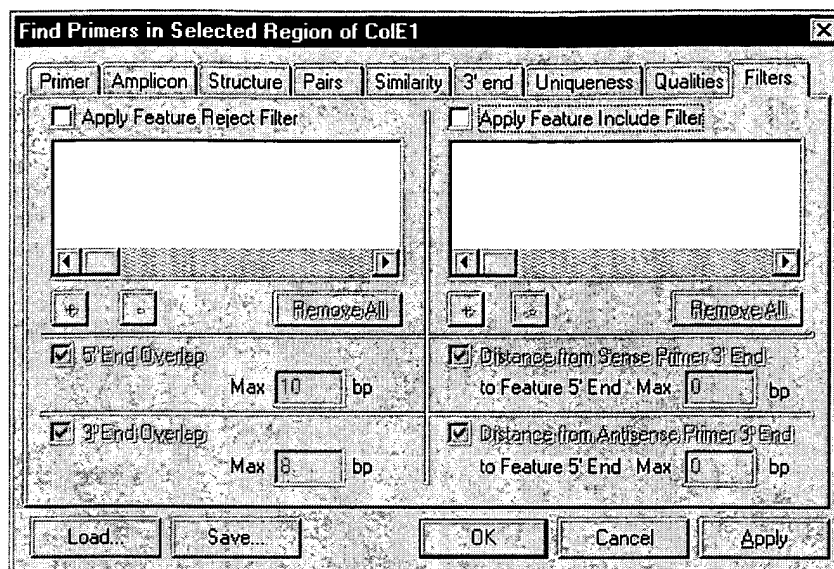 Find Primers in Selected Region of ColE1
Primer Amplicon Structure Pairs Similarity 3' end Uniqueness Qualities Filters
Apply Feature Reject Filter
Apply Feature Include Filter
+ - Remove All
+ - Remove All
5' End Overlap
Max 10 bp
3' End Overlap
Max 8 bp
Distance from Sense Primer 3' End
to Feature 5' End Max 0 bp
Distance from Antisense Primer 3' End
to Feature 5' End Max 0 bp
Load... Save... OK Cancel Apply